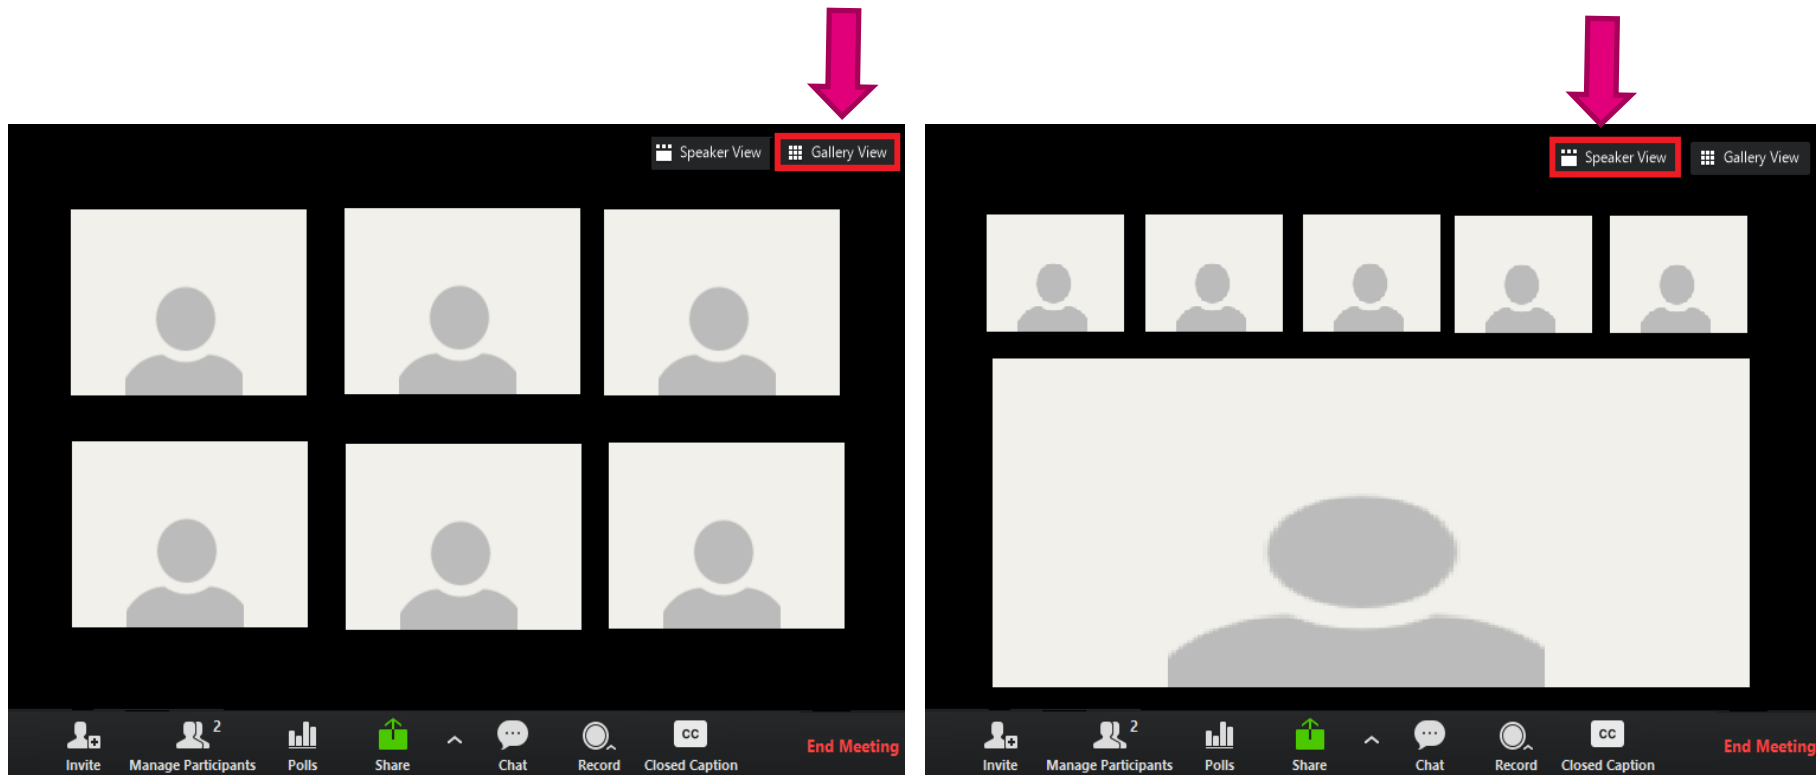 Speaker View Gallery View
2
Invite Manage Participants Polls Share Chat Record CC Closed Caption End Meeting
Speaker View Gallery View
2
Invite Manage Participants Polls Share Chat Record CC Closed Caption End Meeting